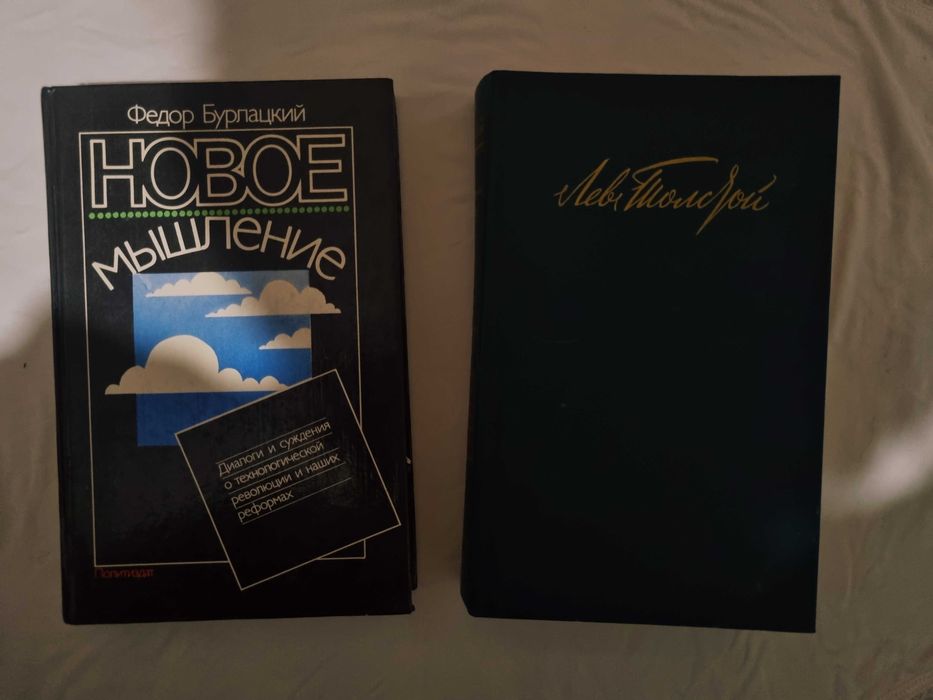 Федор Бурлацкий
НОВОЕ
мышление
Диалоги и суждения
о технологической
революции и наших
реформах
Политиздат
Лев Толстой